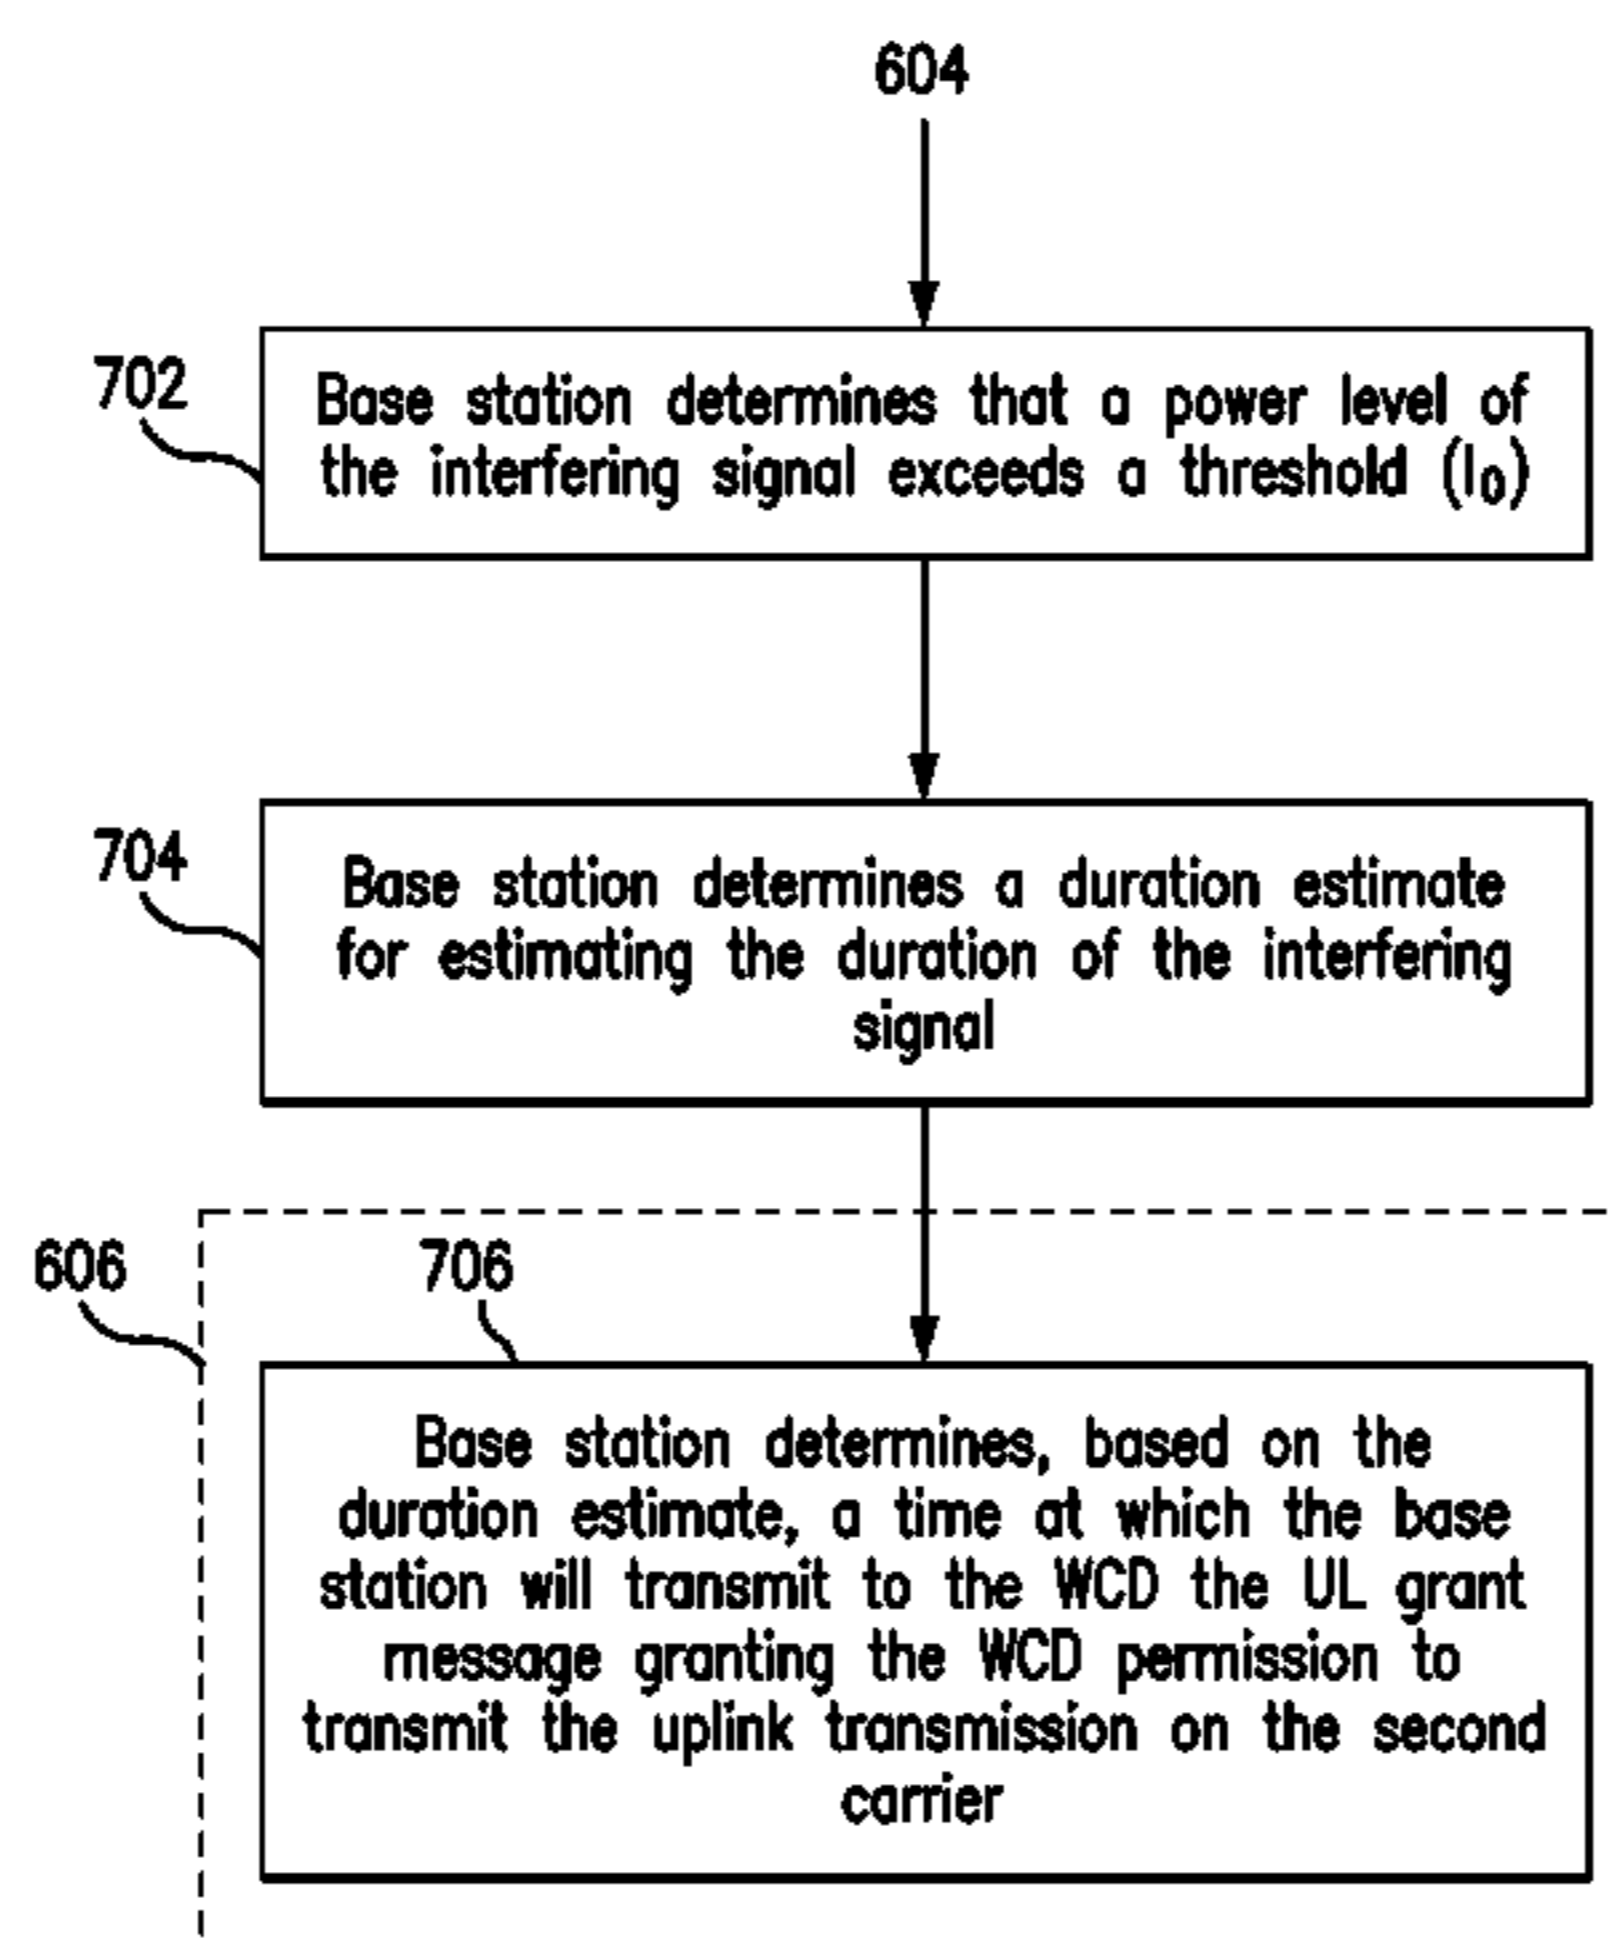 604
702
Base station determines that a power level of
the interfering signal exceeds a threshold (I0)
704
Base station determines a duration estimate
for estimating the duration of the interfering
signal
606
706
Base station determines, based on the
duration estimate, a time at which the base
station will transmit to the WCD the UL grant
message granting the WCD permission to
transmit the uplink transmission on the second
carrier